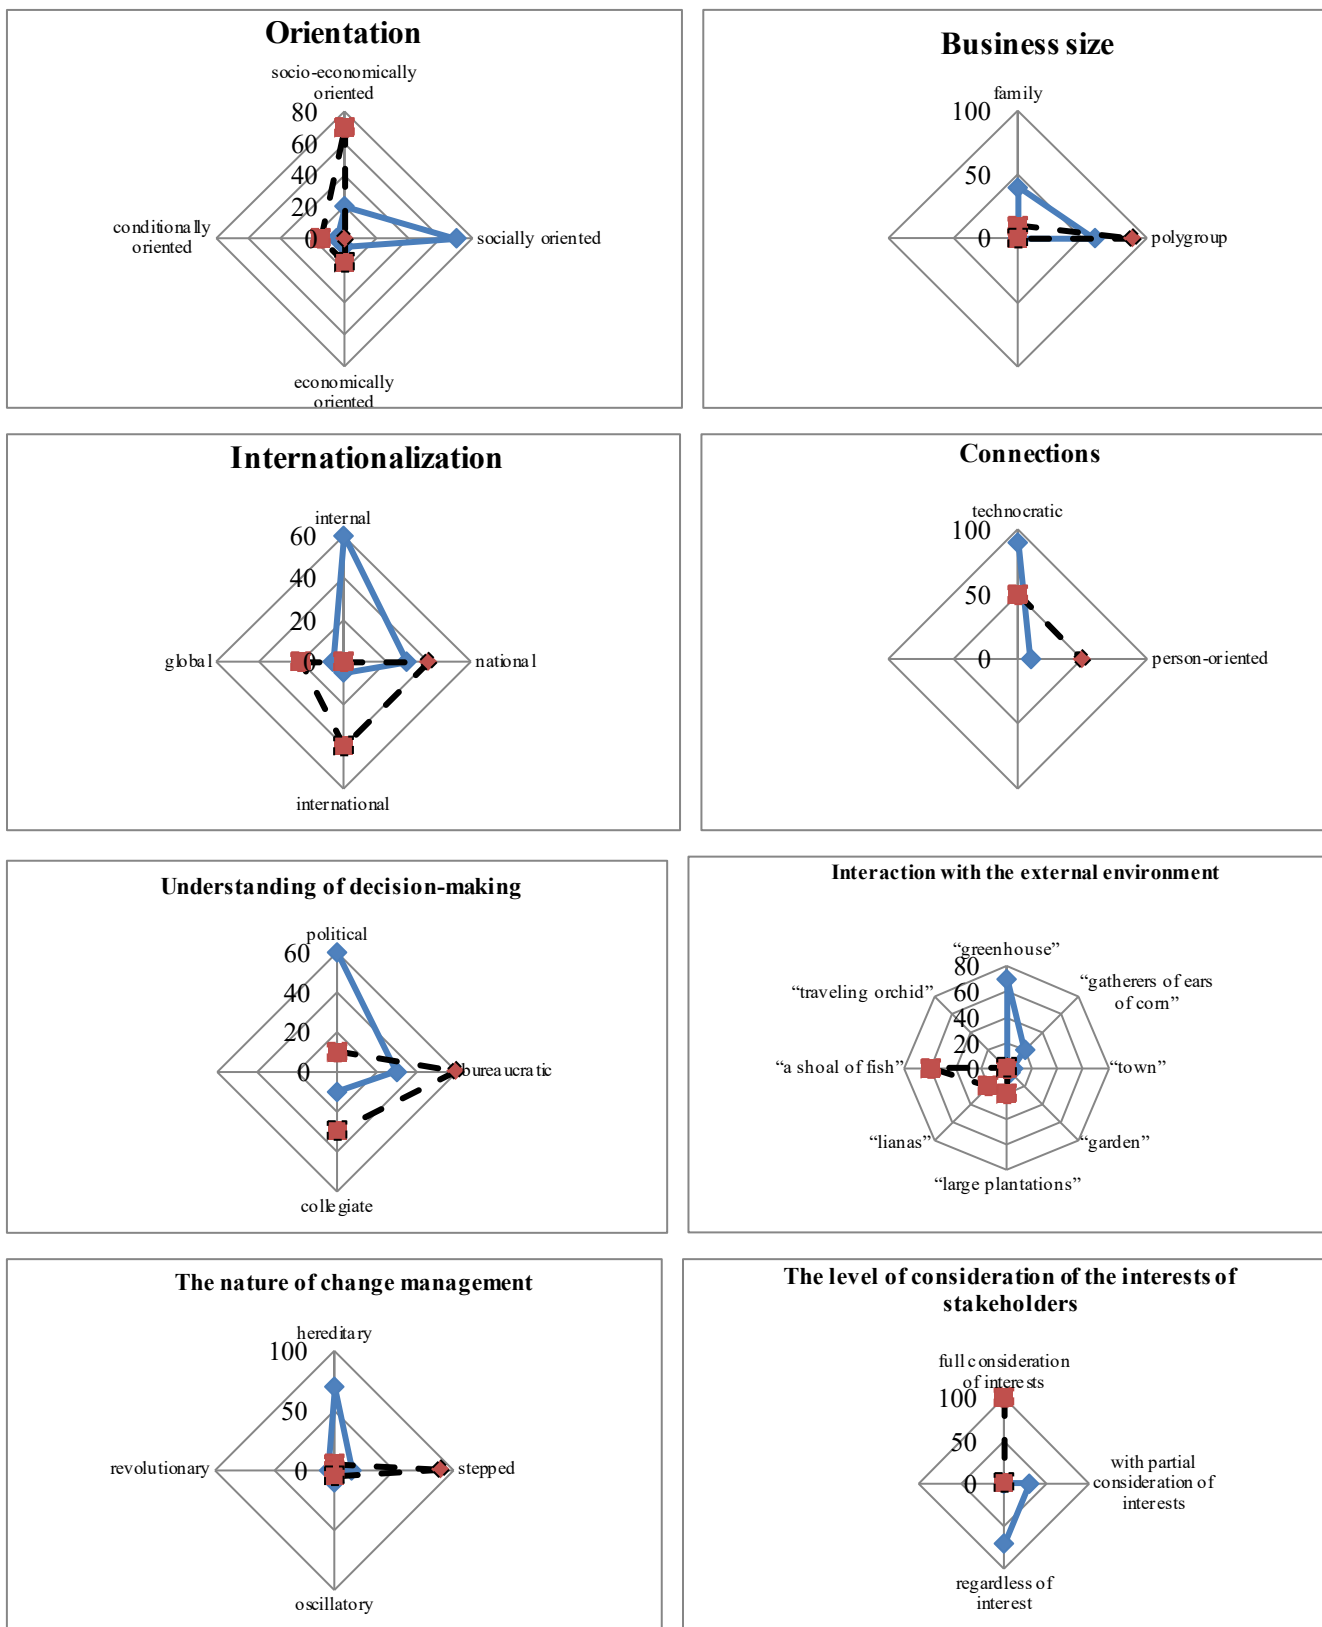 Orientation
socio-economically
oriented
80
60
40
20
0
conditionally
oriented
socially oriented
economically
oriented
Business size
family
100
50
0
polygroup
Internationalization
internal
60
40
20
0
global
national
international
Connections
technocratic
100
50
0
person-oriented
Understanding of decision-making
political
60
40
20
0
bureaucratic
collegiate
Interaction with the external environment
“greenhouse”
80
60
40
20
0
“traveling orchid”
“gatherers of ears
of corn”
“a shoal of fish”
“town”
“lianas”
“garden”
“large plantations”
The nature of change management
hereditary
100
50
0
revolutionary
stepped
oscillatory
The level of consideration of the interests of
stakeholders
full consideration
of interests
100
50
0
with partial
consideration of
interests
regardless of
interest